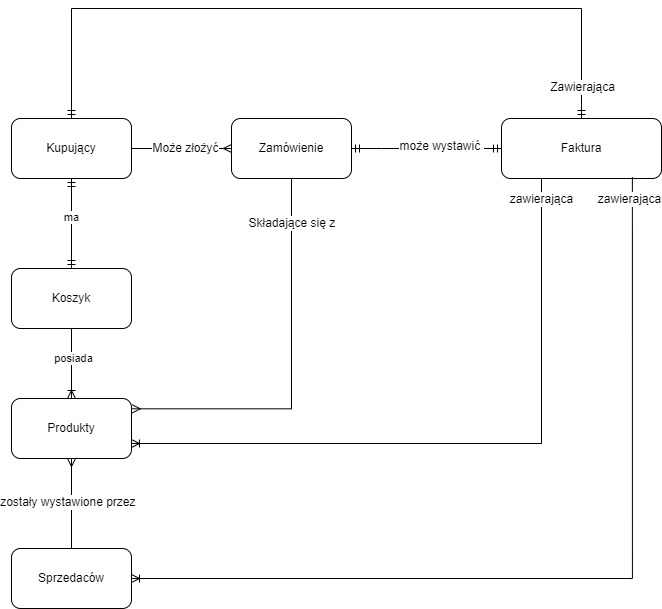 Zawierająca
Kupujący
Może złożyć
Zamówienie
może wystawić
Faktura
zawierająca
zawierająca
ma
Składające się z
Koszyk
posiada
Produkty
zostały wystawione przez
Sprzedaców